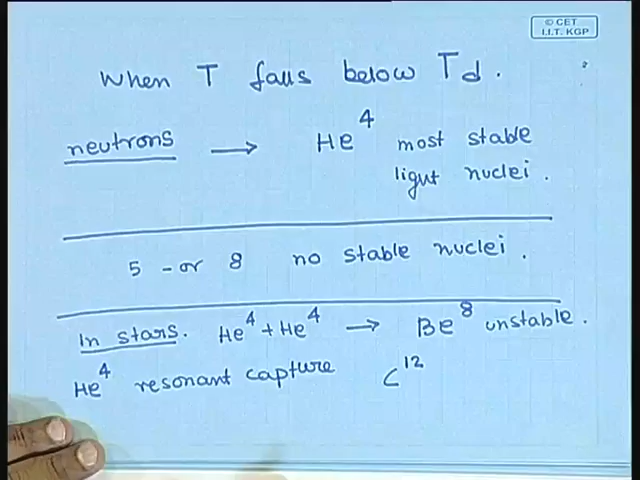 © CET
I.I.T. KGP
When T falls below Td.
neutrons → He⁴ most stable
light nuclei.
5 - or 8 no stable nuclei.
In stars. He⁴ + He⁴ → Be⁸ unstable.
He⁴ resonant capture C¹²